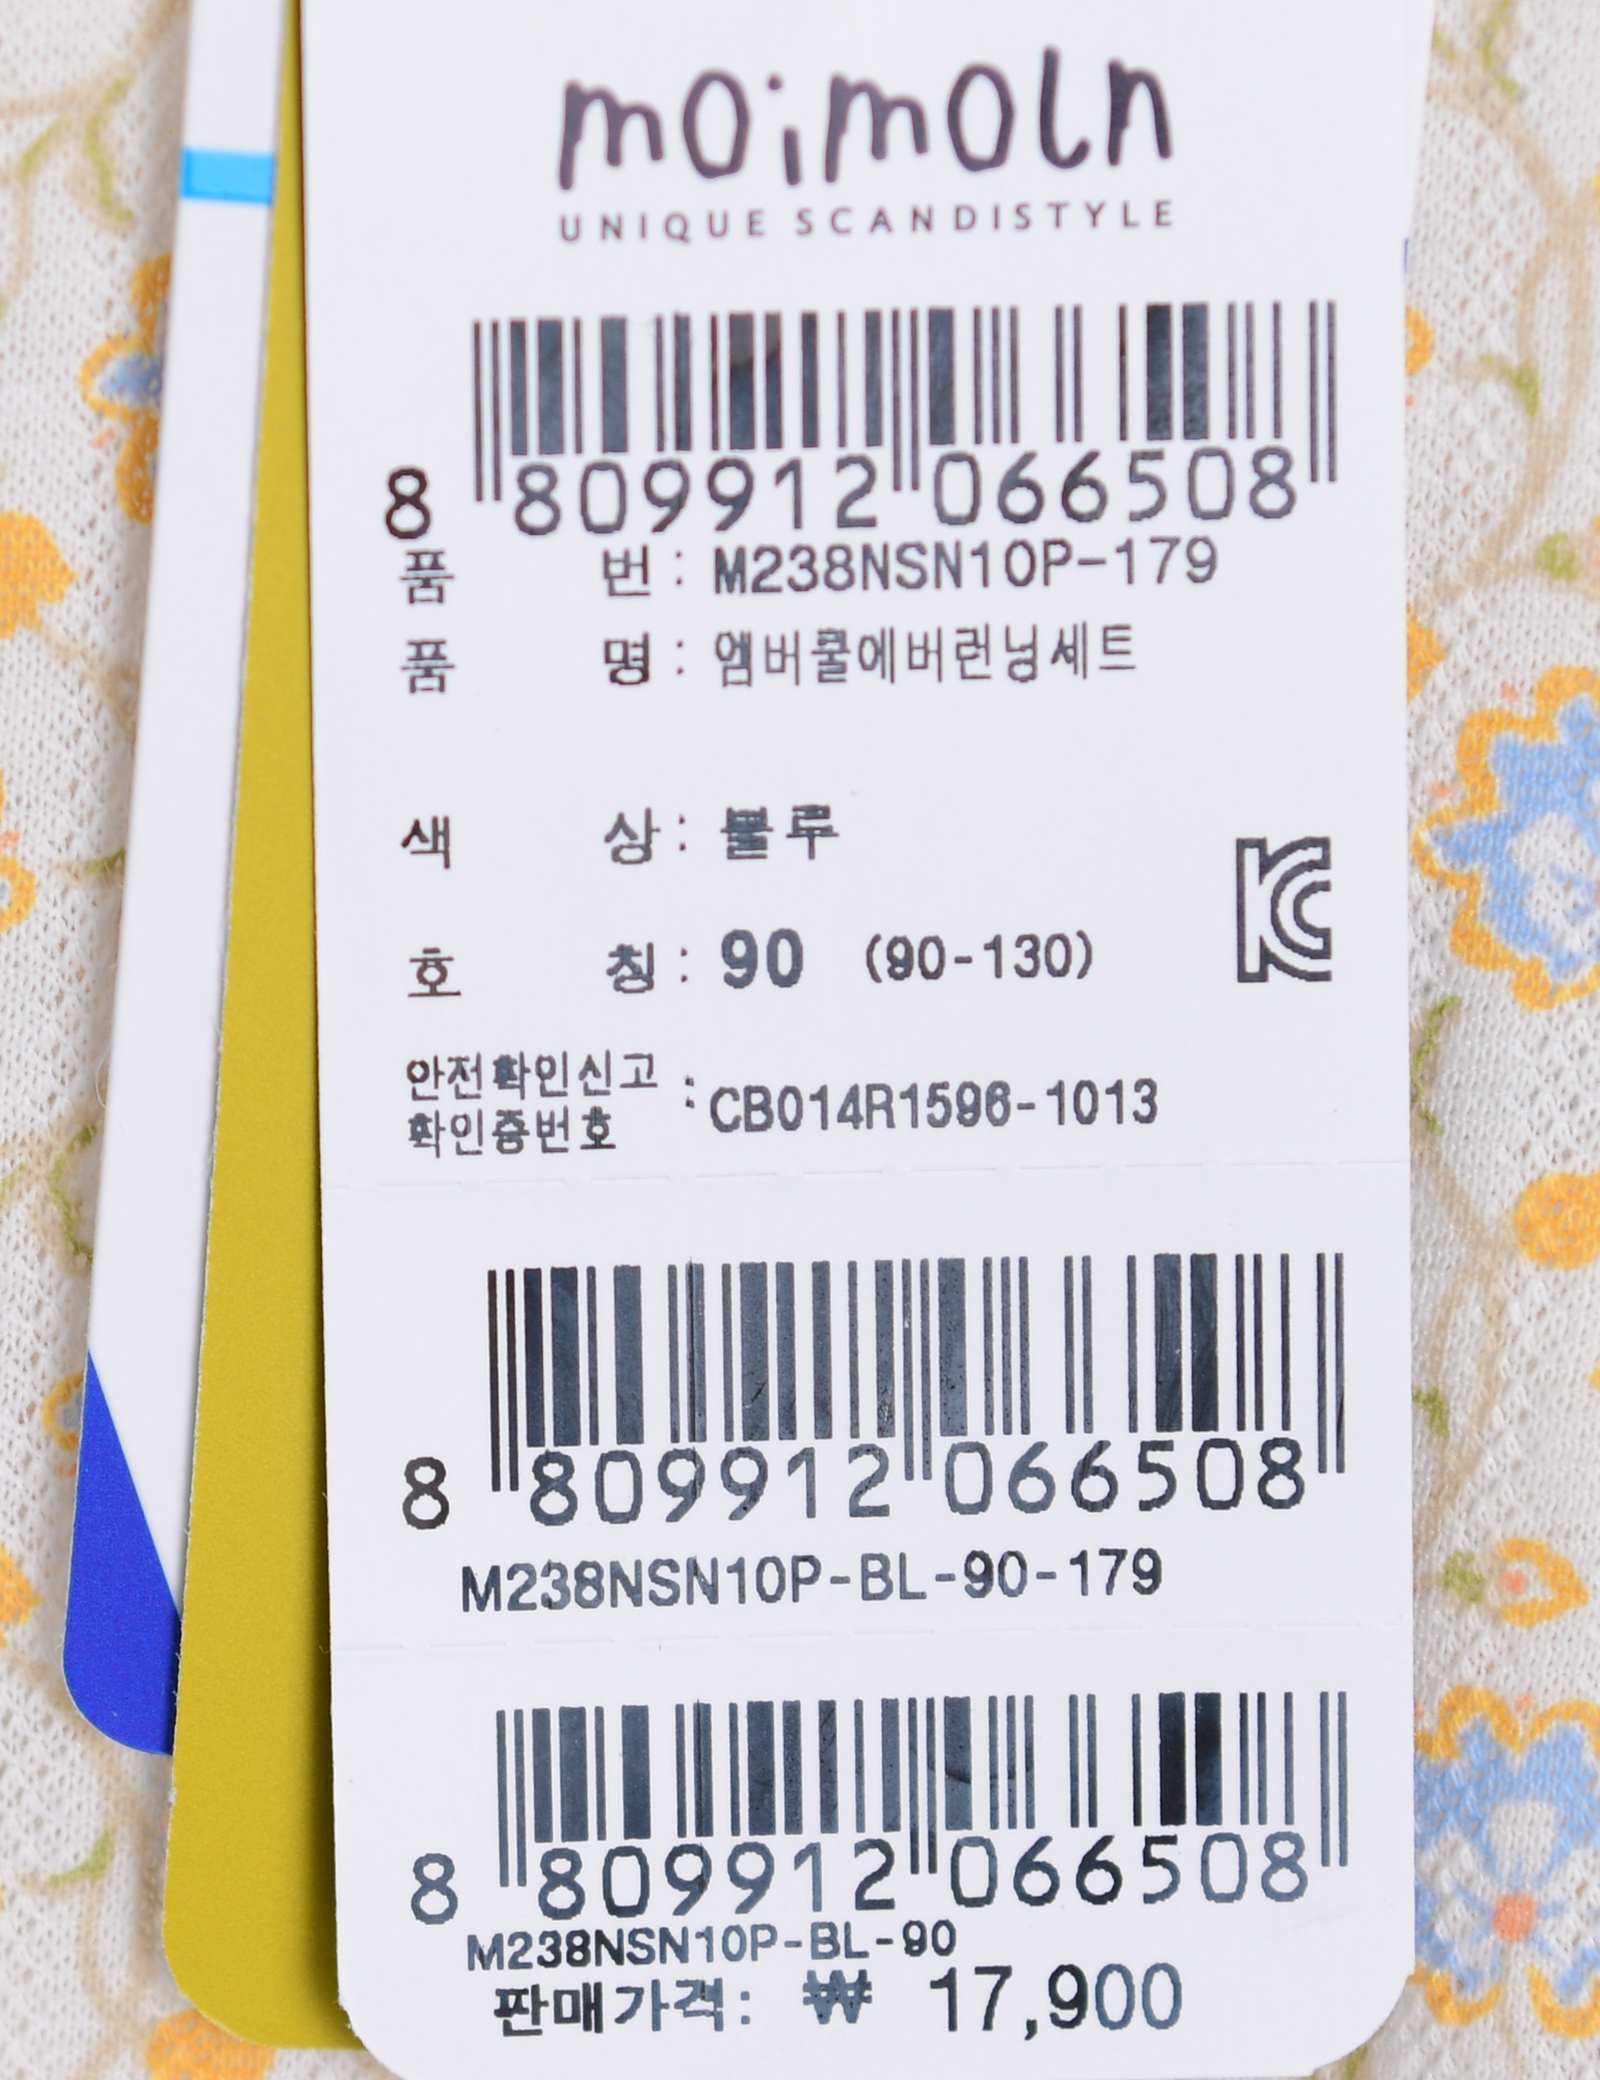 moimoln
UNIQUE SCANDISTYLE
8 809912 066508
품 번 : M238NSN10P-179
품 명 : 앰버쿨에버런닝세트
색 상 : 블루
호 칭 : 90 (90-130)
KC
안전확인신고
확인증번호 : CB014R1596-1013
8 809912 066508
M238NSN10P-BL-90-179
8 809912 066508
M238NSN10P-BL-90
판매가격: ₩ 17,900